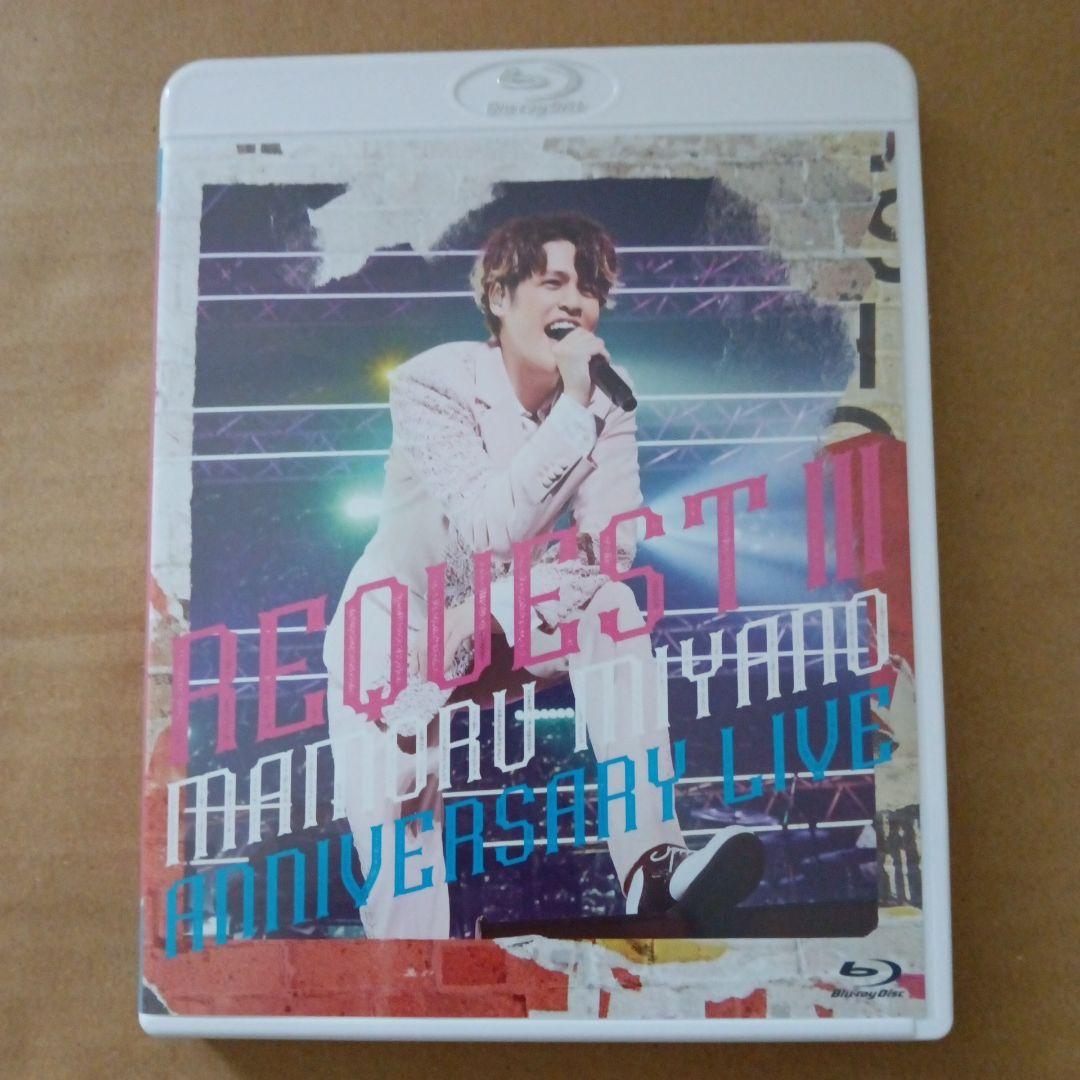 Blu-ray Disc
REQUEST III
MAMORU MIYANO
ANNIVERSARY LIVE
Blu-ray Disc